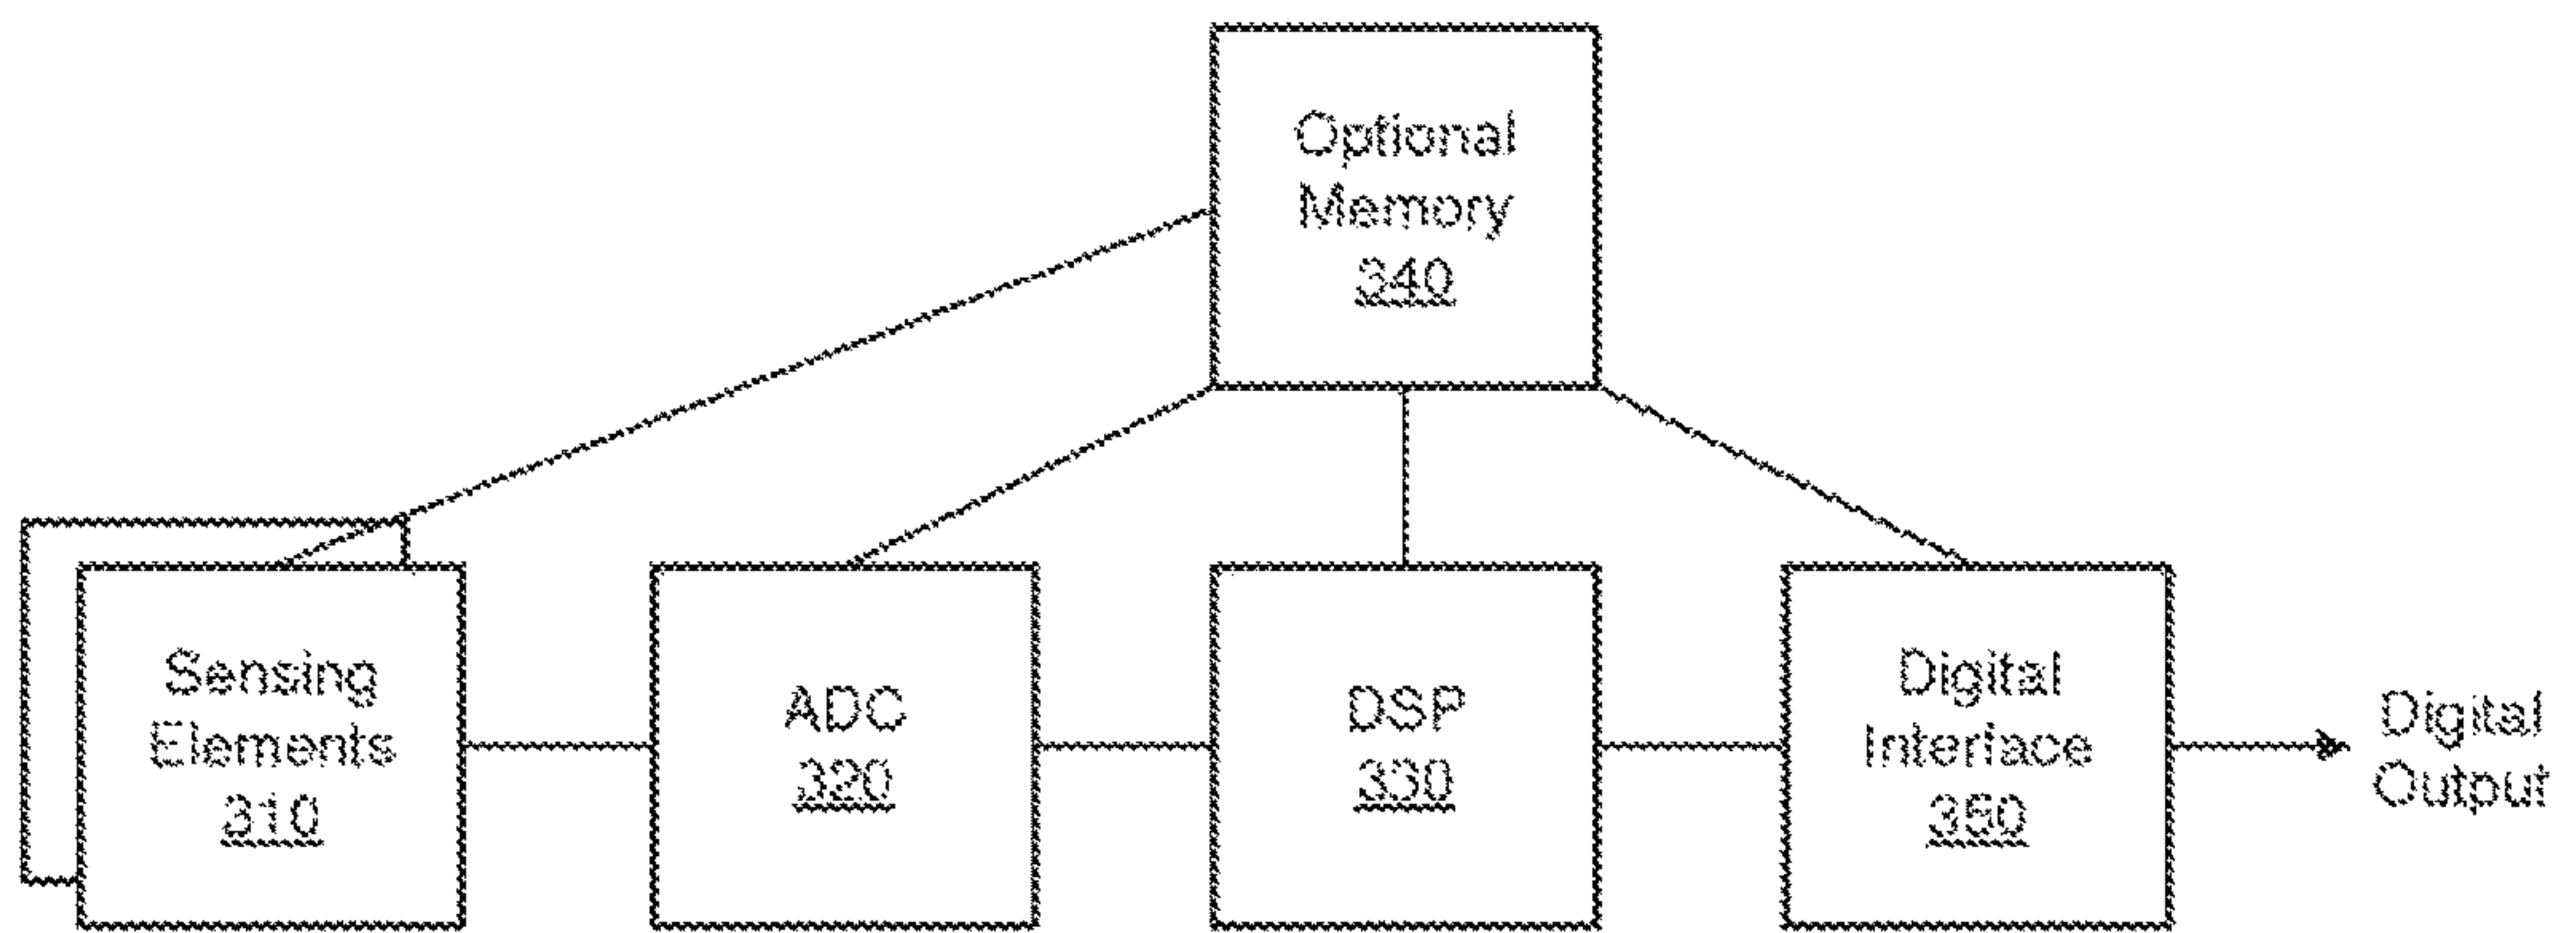 Optional
Memory
340
Sensing
Elements
310
ADC
320
DSP
330
Digital
Interface
350
Digital
Output